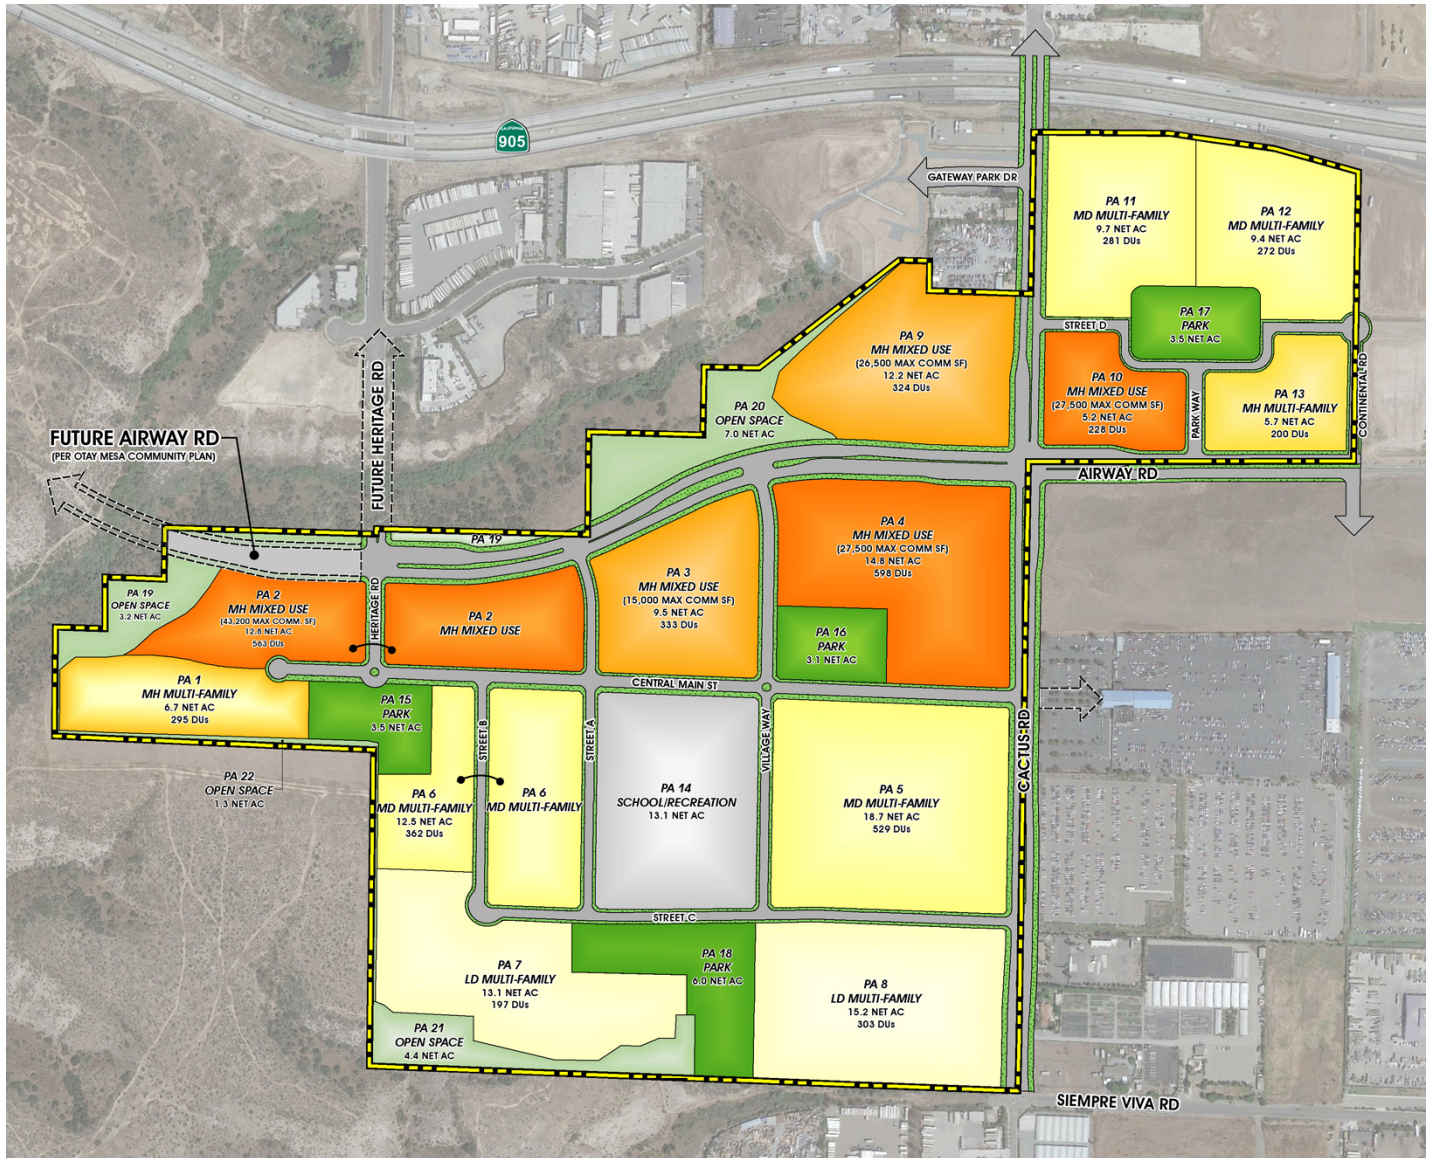 CALIFORNIA
905
GATEWAY PARK DR
PA 11
MD MULTI-FAMILY
9.7 NET AC
281 DUs
PA 12
MD MULTI-FAMILY
9.4 NET AC
272 DUs
PA 17
PARK
3.5 NET AC
STREET D
PA 9
MH MIXED USE
(26,500 MAX COMM SF)
12.2 NET AC
324 DUs
PA 10
MH MIXED USE
(27,500 MAX COMM SF)
5.2 NET AC
228 DUs
PARK WAY
PA 13
MH MULTI-FAMILY
5.7 NET AC
200 DUs
CONTINENTAL RD
PA 20
OPEN SPACE
7.0 NET AC
FUTURE HERITAGE RD
FUTURE AIRWAY RD
(PER OTAY MESA COMMUNITY PLAN)
AIRWAY RD
PA 19
PA 4
MH MIXED USE
(27,500 MAX COMM SF)
14.8 NET AC
598 DUs
PA 3
MH MIXED USE
(15,000 MAX COMM SF)
9.5 NET AC
333 DUs
PA 19
OPEN SPACE
3.2 NET AC
PA 2
MH MIXED USE
(43,200 MAX COMM. SF)
12.8 NET AC
563 DUs
HERITAGE RD
PA 2
MH MIXED USE
PA 16
PARK
3.1 NET AC
CENTRAL MAIN ST
PA 1
MH MULTI-FAMILY
6.7 NET AC
295 DUs
PA 15
PARK
3.5 NET AC
STREET B
STREET A
VILLAGE WAY
CACTUS RD
PA 22
OPEN SPACE
1.3 NET AC
PA 6
MD MULTI-FAMILY
12.5 NET AC
362 DUs
PA 6
MD MULTI-FAMILY
PA 14
SCHOOL/RECREATION
13.1 NET AC
PA 5
MD MULTI-FAMILY
18.7 NET AC
529 DUs
STREET C
PA 7
LD MULTI-FAMILY
13.1 NET AC
197 DUs
PA 18
PARK
6.0 NET AC
PA 8
LD MULTI-FAMILY
15.2 NET AC
303 DUs
PA 21
OPEN SPACE
4.4 NET AC
SIEMPRE VIVA RD